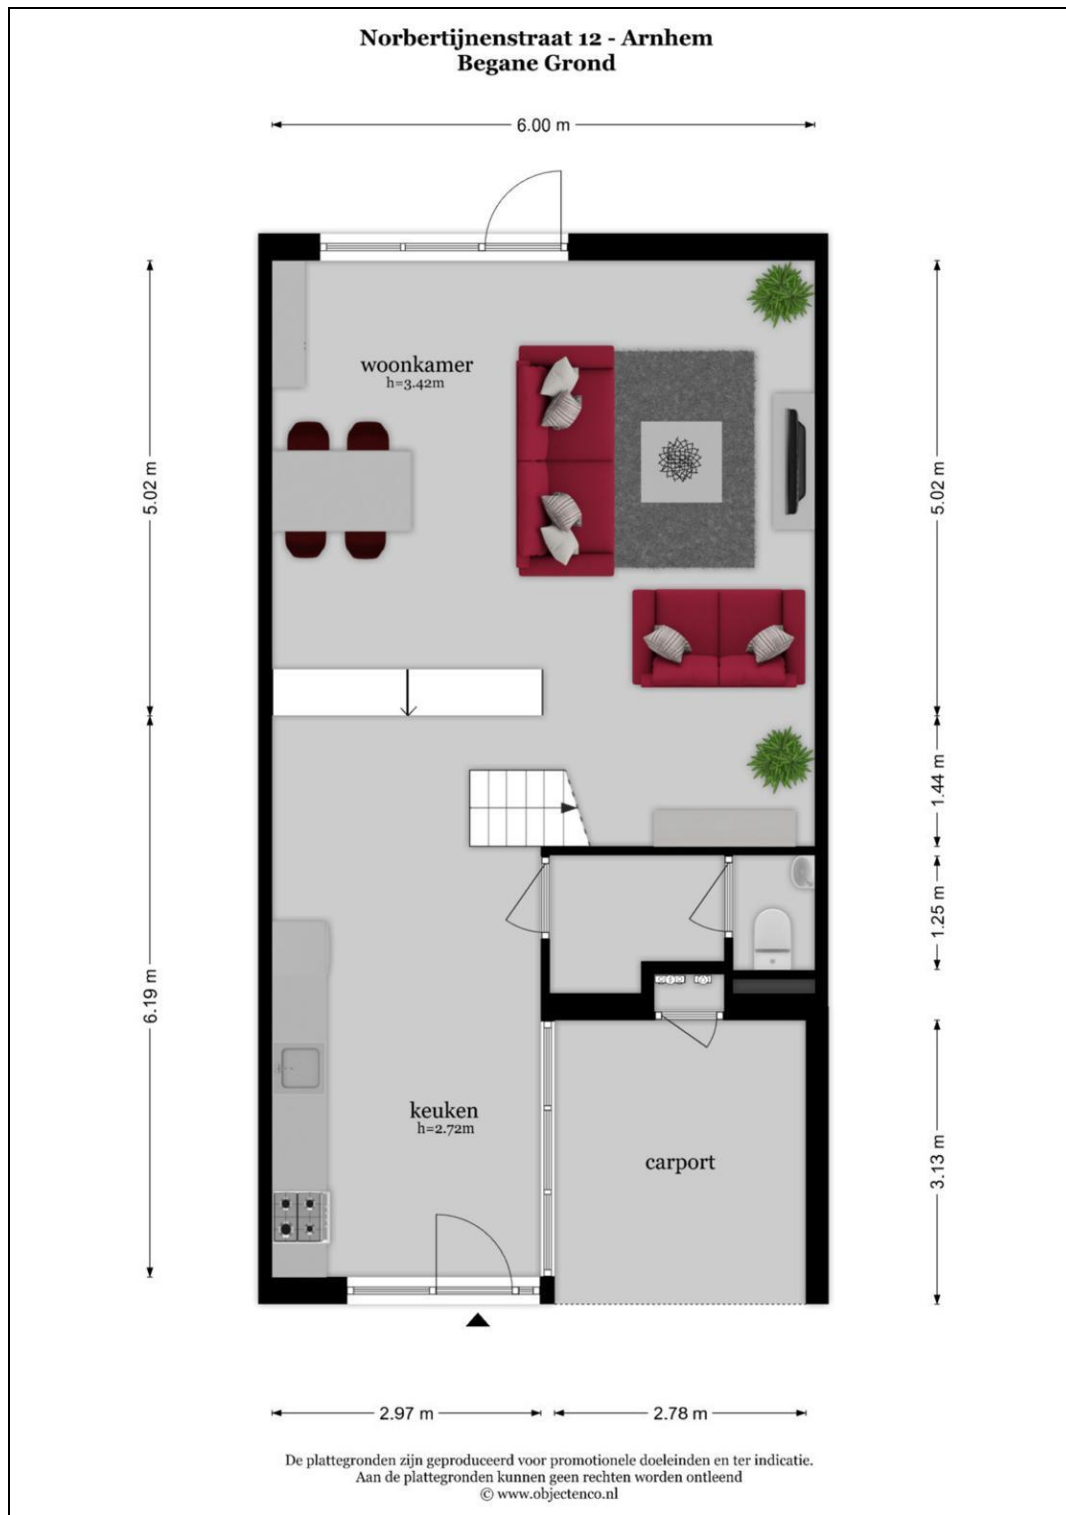 Norbertijnenstraat 12 - Arnhem
Begane Grond
6.00 m
woonkamer
h=3.42m
5.02 m
5.02 m
1.44 m
1.25 m
6.19 m
keuken
h=2.72m
carport
3.13 m
2.97 m
2.78 m
De plattegronden zijn geproduceerd voor promotionele doeleinden en ter indicatie.
Aan de plattegronden kunnen geen rechten worden ontleend
© www.objectenco.nl